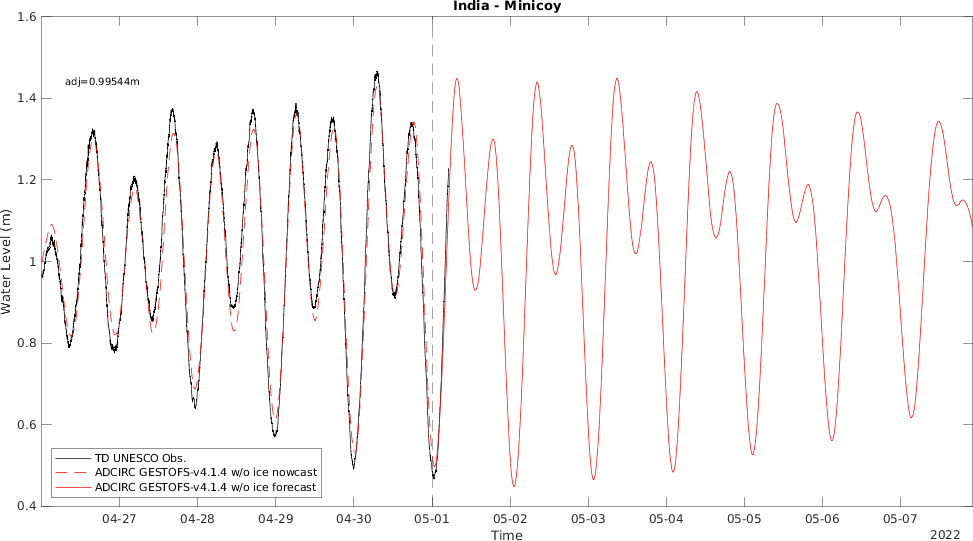 India - Minicoy
1.6
1.4
1.2
1
0.8
0.6
0.4
Water Level (m)
adj=0.99544m
TD UNESCO Obs.
ADCIRC GESTOFS-v4.1.4 w/o ice nowcast
ADCIRC GESTOFS-v4.1.4 w/o ice forecast
04-27 04-28 04-29 04-30 05-01 05-02 05-03 05-04 05-05 05-06 05-07
Time
2022